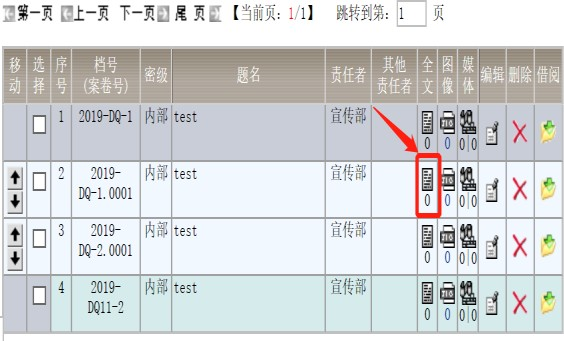 第一页 上一页 下一页 尾 页 【当前页：1/1】 跳转到第：1 页
移动 选择 序号 档号(案卷号) 密级 题名 责任者 其他责任者 全文 图像 媒体 编辑 删除 借阅
1 2019-DQ-1 内部 test 宣传部 0 0 0|0
2 2019-DQ-1.0001 内部 test 宣传部 0 0 0|0
3 2019-DQ-2.0001 内部 test 宣传部 0 0 0|0
4 2019-DQ11-2 内部 test 宣传部 0 0 0|0